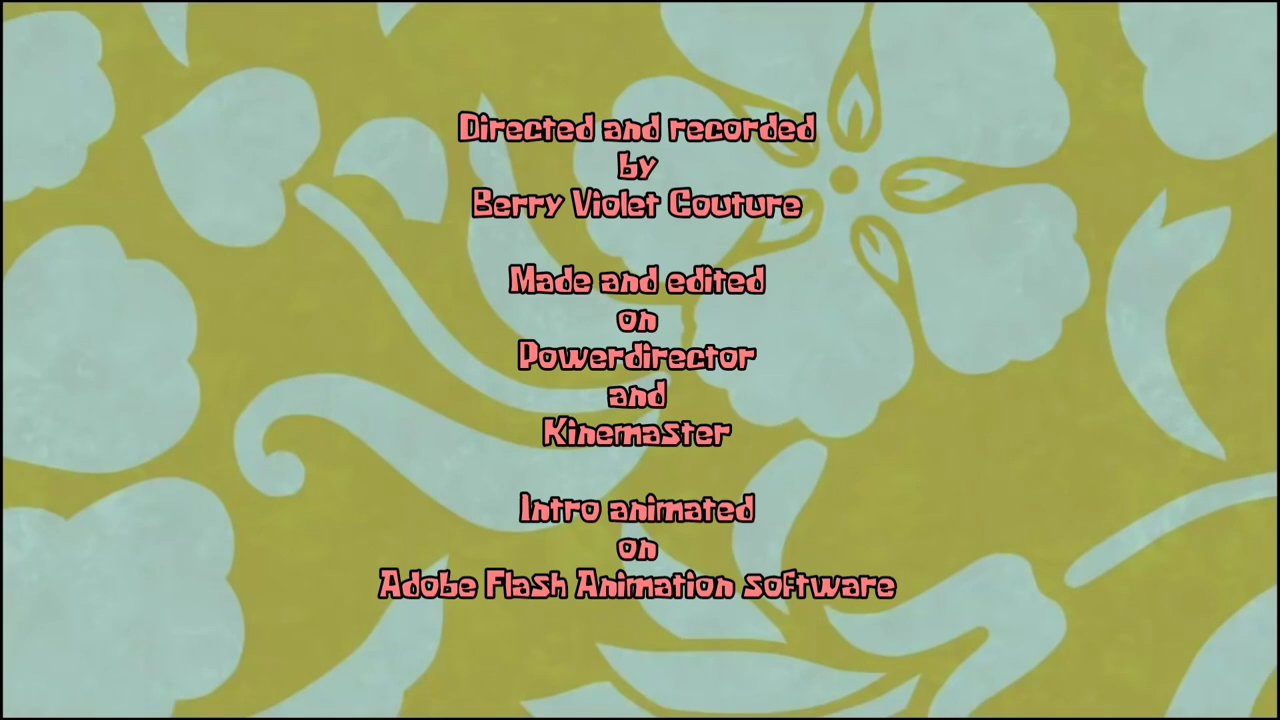 Directed and recorded
by
Berry Violet Couture
Made and edited
on
Powerdirector
and
Kinemaster
Intro animated
on
Adobe Flash Animation software